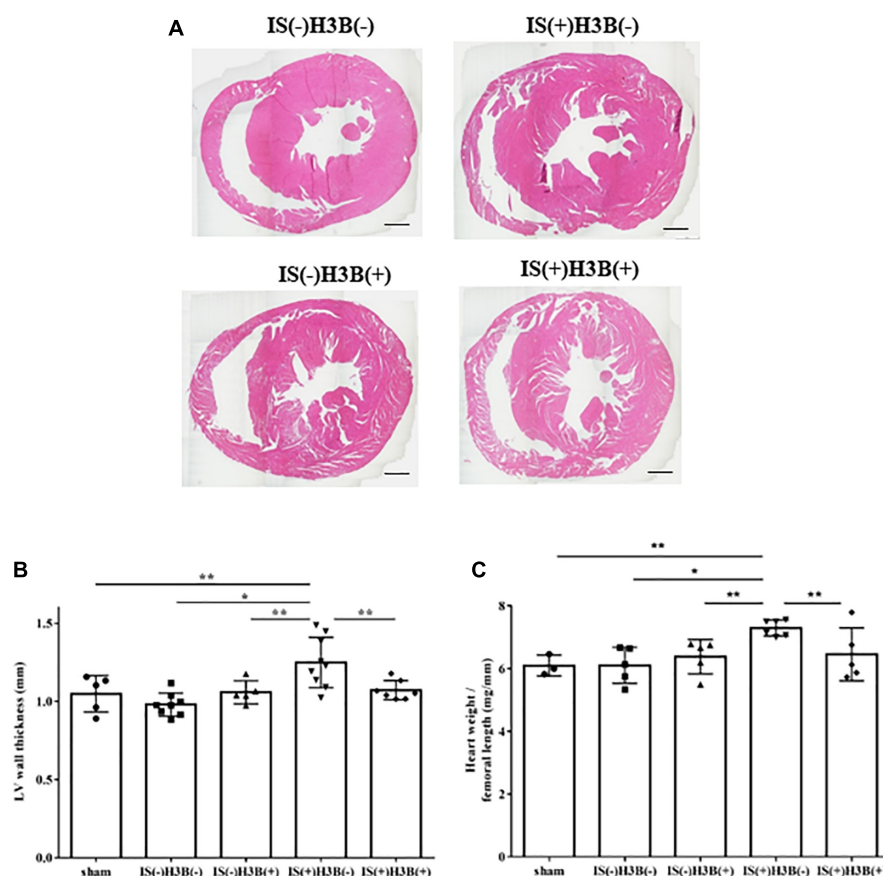 A
IS(-)H3B(-)
IS(+)H3B(-)
IS(-)H3B(+)
IS(+)H3B(+)
B
**
*
**
**
LV wall thickness (mm)
1.5
1.0
0.5
0.0
sham
IS(-)H3B(-)
IS(-)H3B(+)
IS(+)H3B(-)
IS(+)H3B(+)
C
**
*
**
**
Heart weight /
femoral length (mg/mm)
8
6
4
2
0
sham
IS(-)H3B(-)
IS(-)H3B(+)
IS(+)H3B(-)
IS(+)H3B(+